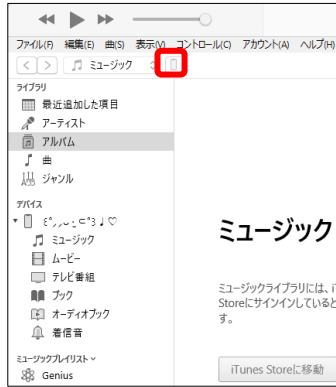 ファイル(F) 編集(E) 曲(S) 表示(V) コントロール(C) アカウント(A) ヘルプ(H)
ミュージック
ライブラリ
最近追加した項目
アーティスト
アルバム
曲
ジャンル
デバイス
ミュージック
ムービー
テレビ番組
ブック
オーディオブック
着信音
ミュージックプレイリスト
Genius
ミュージック
ミュージックライブラリには、i
Storeにサインインしていると
す。
iTunes Storeに移動